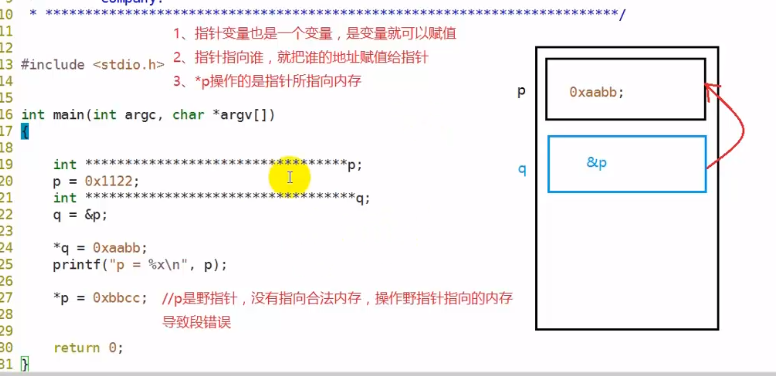 9 company:
10 * ************************************************************************/
11 1、指针变量也是一个变量，是变量就可以赋值
12 2、指针指向谁，就把谁的地址赋值给指针
13 #include <stdio.h>
14 3、*p操作的是指针所指向内存
15
16 int main(int argc, char *argv[])
17 {
18
19 int *********************************p;
20 p = 0x1122;
21 int **********************************q;
22 q = &p;
23
24 *q = 0xaabb;
25 printf("p = %x\n", p);
26
27 *p = 0xbbcc; //p是野指针，没有指向合法内存，操作野指针指向的内存
28 导致段错误
29
30 return 0;
31 }
p 0xaabb;
q &p